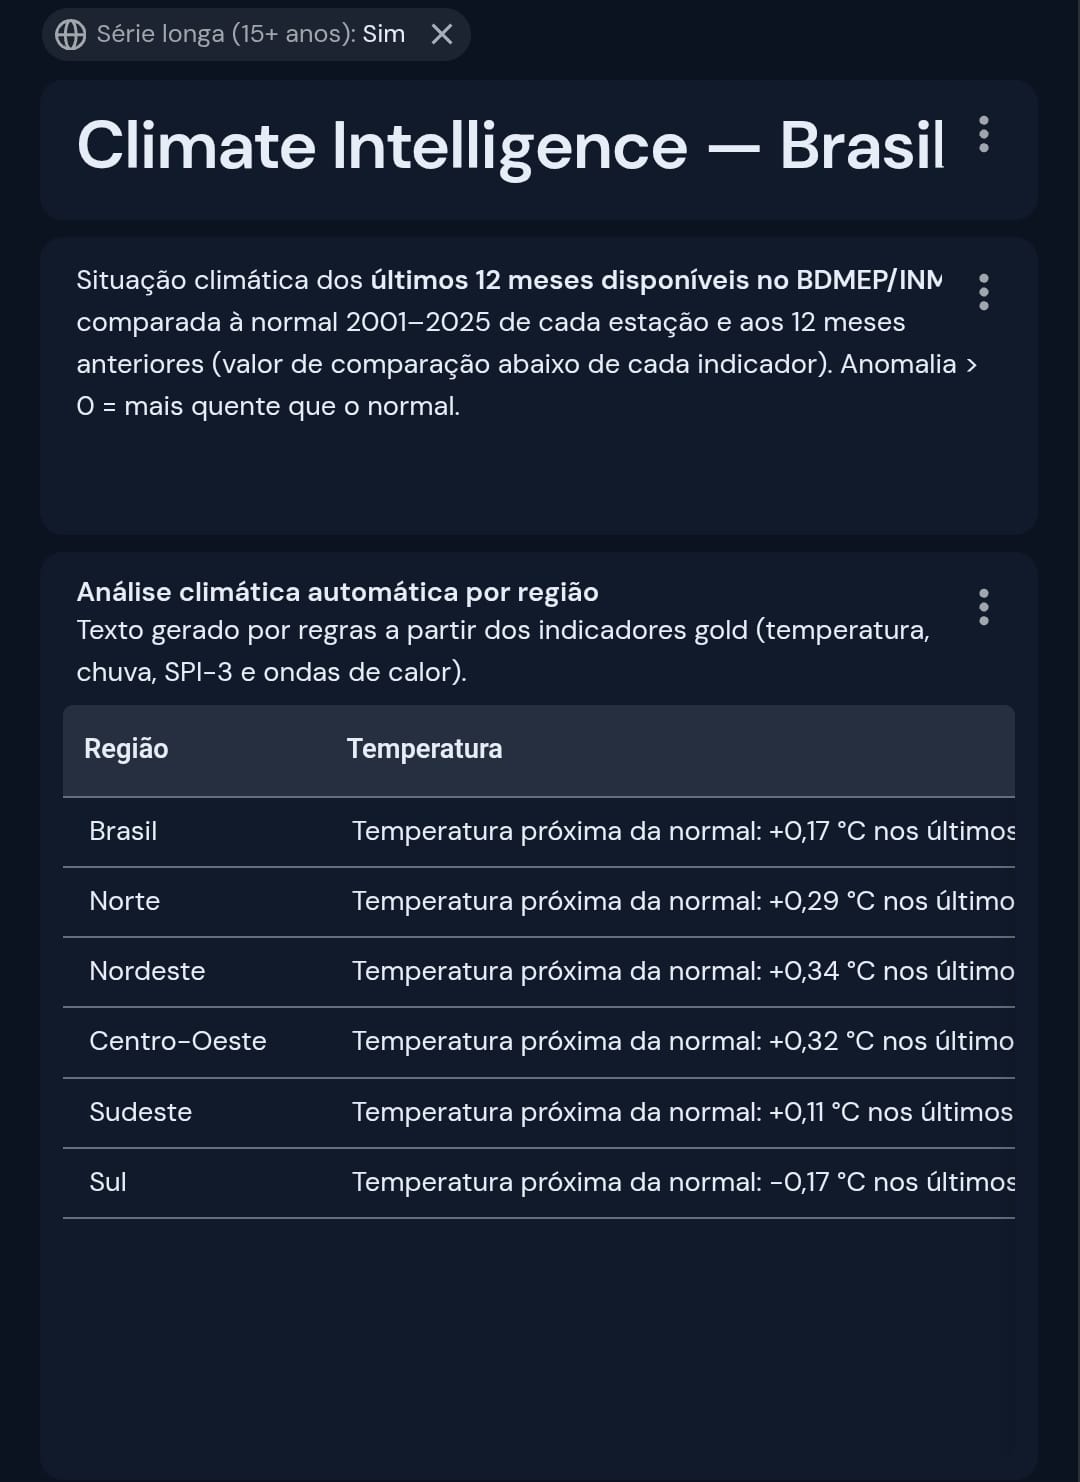 Série longa (15+ anos): Sim
Climate Intelligence — Brasil
Situação climática dos últimos 12 meses disponíveis no BDMEP/INM
comparada à normal 2001–2025 de cada estação e aos 12 meses
anteriores (valor de comparação abaixo de cada indicador). Anomalia >
0 = mais quente que o normal.
Análise climática automática por região
Texto gerado por regras a partir dos indicadores gold (temperatura,
chuva, SPI-3 e ondas de calor).
Região Temperatura
Brasil Temperatura próxima da normal: +0,17 °C nos últimos
Norte Temperatura próxima da normal: +0,29 °C nos último
Nordeste Temperatura próxima da normal: +0,34 °C nos último
Centro-Oeste Temperatura próxima da normal: +0,32 °C nos último
Sudeste Temperatura próxima da normal: +0,11 °C nos últimos
Sul Temperatura próxima da normal: −0,17 °C nos últimos